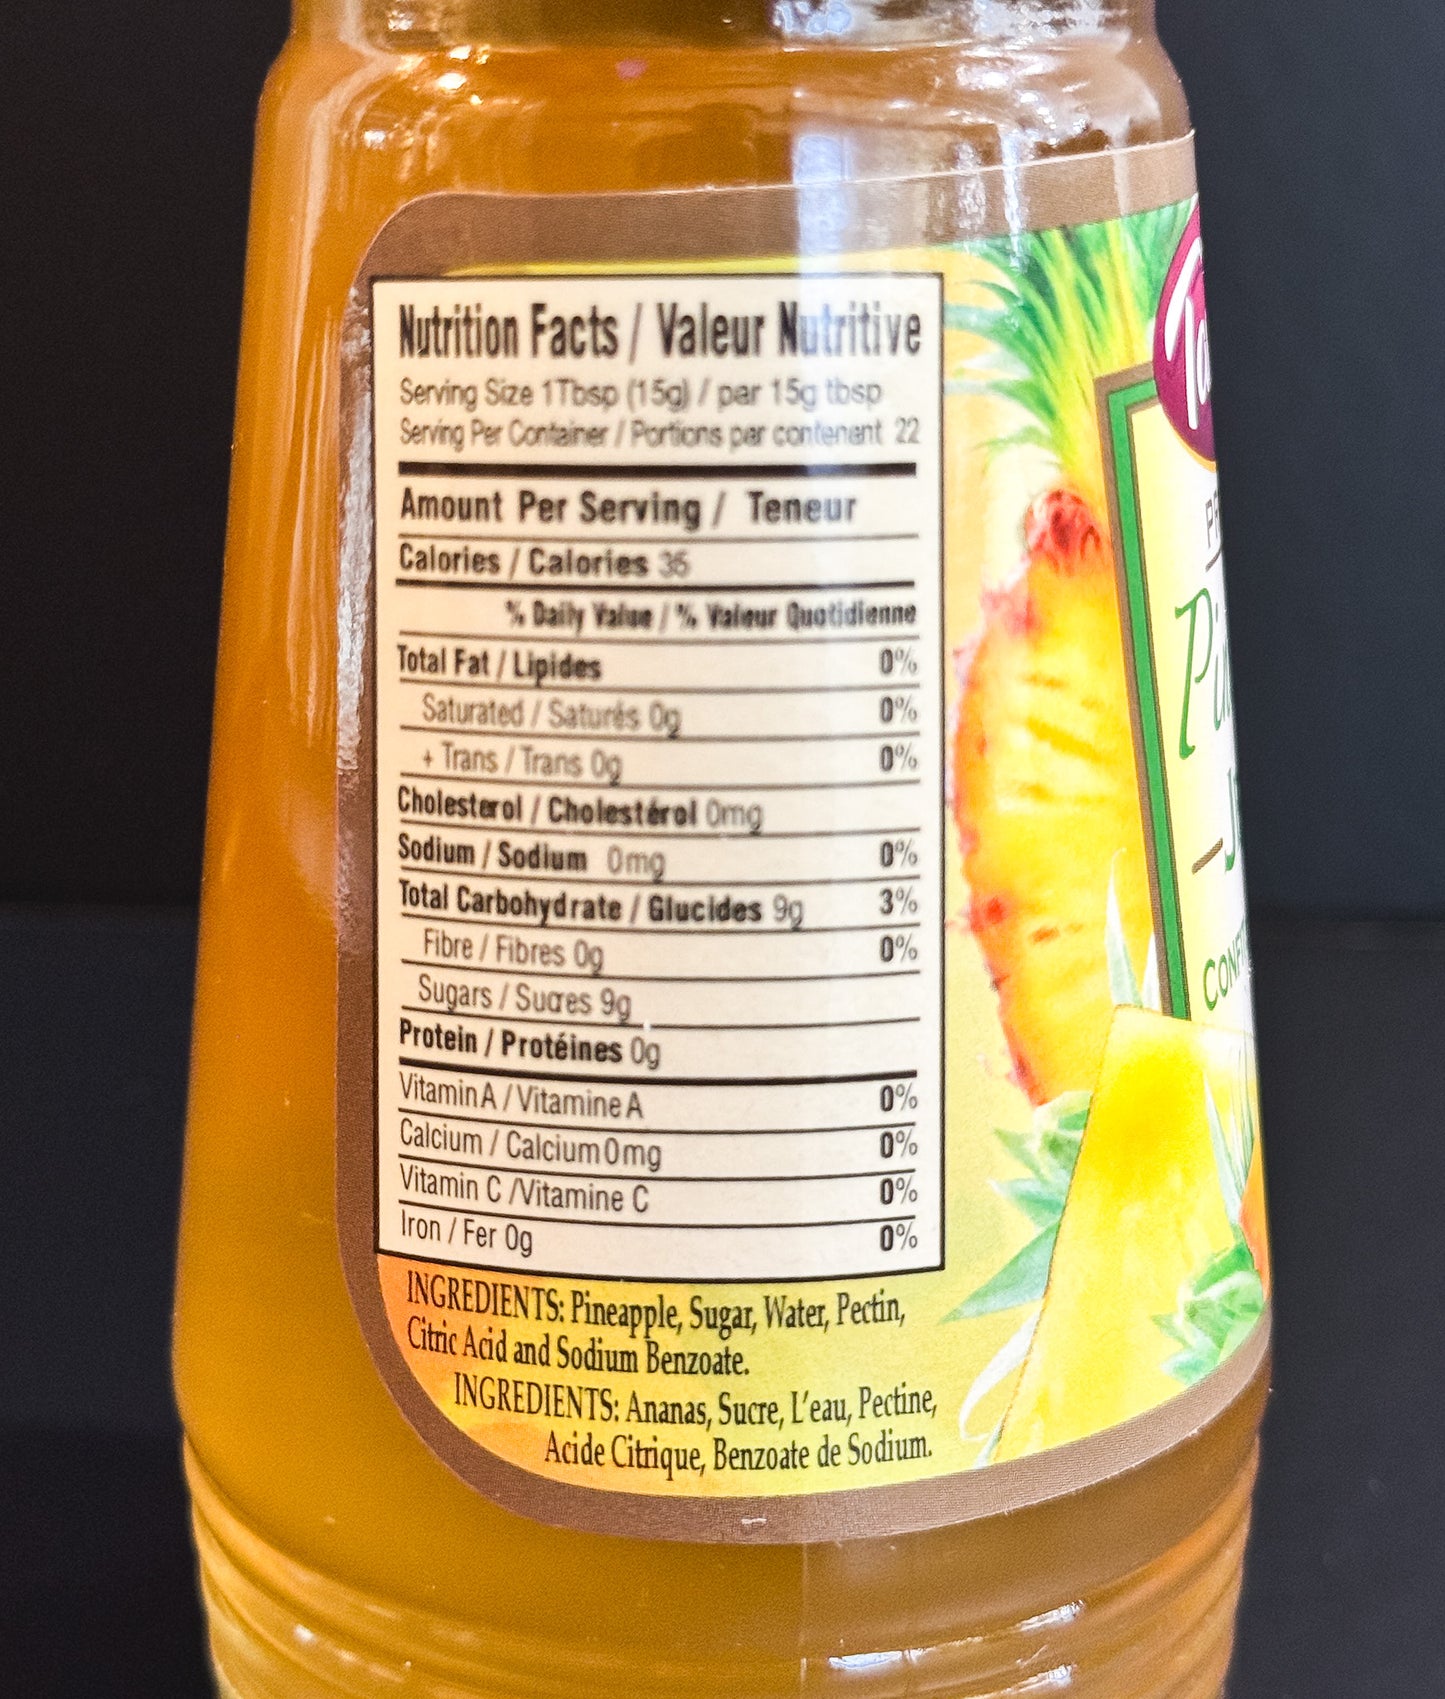 Nutrition Facts / Valeur Nutritive
Serving Size 1Tbsp (15g) / par 15g tbsp
Serving Per Container / Portions par contenant 22
Amount Per Serving / Teneur
Calories / Calories 35
% Daily Value / % Valeur Quotidienne
Total Fat / Lipides 0%
Saturated / Saturés 0g 0%
+ Trans / Trans 0g 0%
Cholesterol / Cholestérol 0mg
Sodium / Sodium 0mg 0%
Total Carbohydrate / Glucides 9g 3%
Fibre / Fibres 0g 0%
Sugars / Sucres 9g
Protein / Protéines 0g
Vitamin A / Vitamine A 0%
Calcium / Calcium 0mg 0%
Vitamin C /Vitamine C 0%
Iron / Fer 0g 0%
INGREDIENTS: Pineapple, Sugar, Water, Pectin,
Citric Acid and Sodium Benzoate.
INGREDIENTS: Ananas, Sucre, L'eau, Pectine,
Acide Citrique, Benzoate de Sodium.